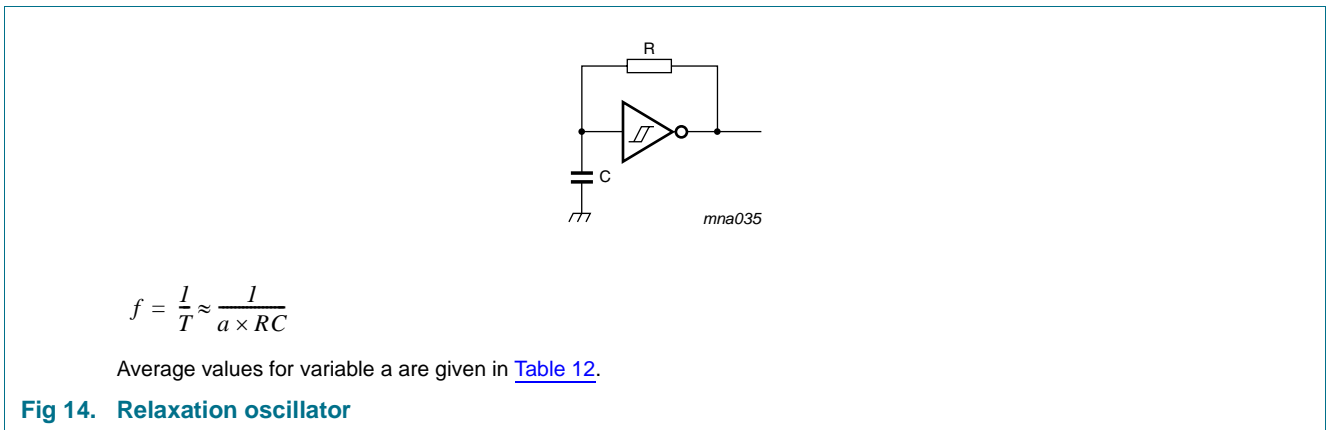 R
C
mna035
f = 1/T ≈ 1/(a × RC)
Average values for variable a are given in Table 12.
Fig 14. Relaxation oscillator